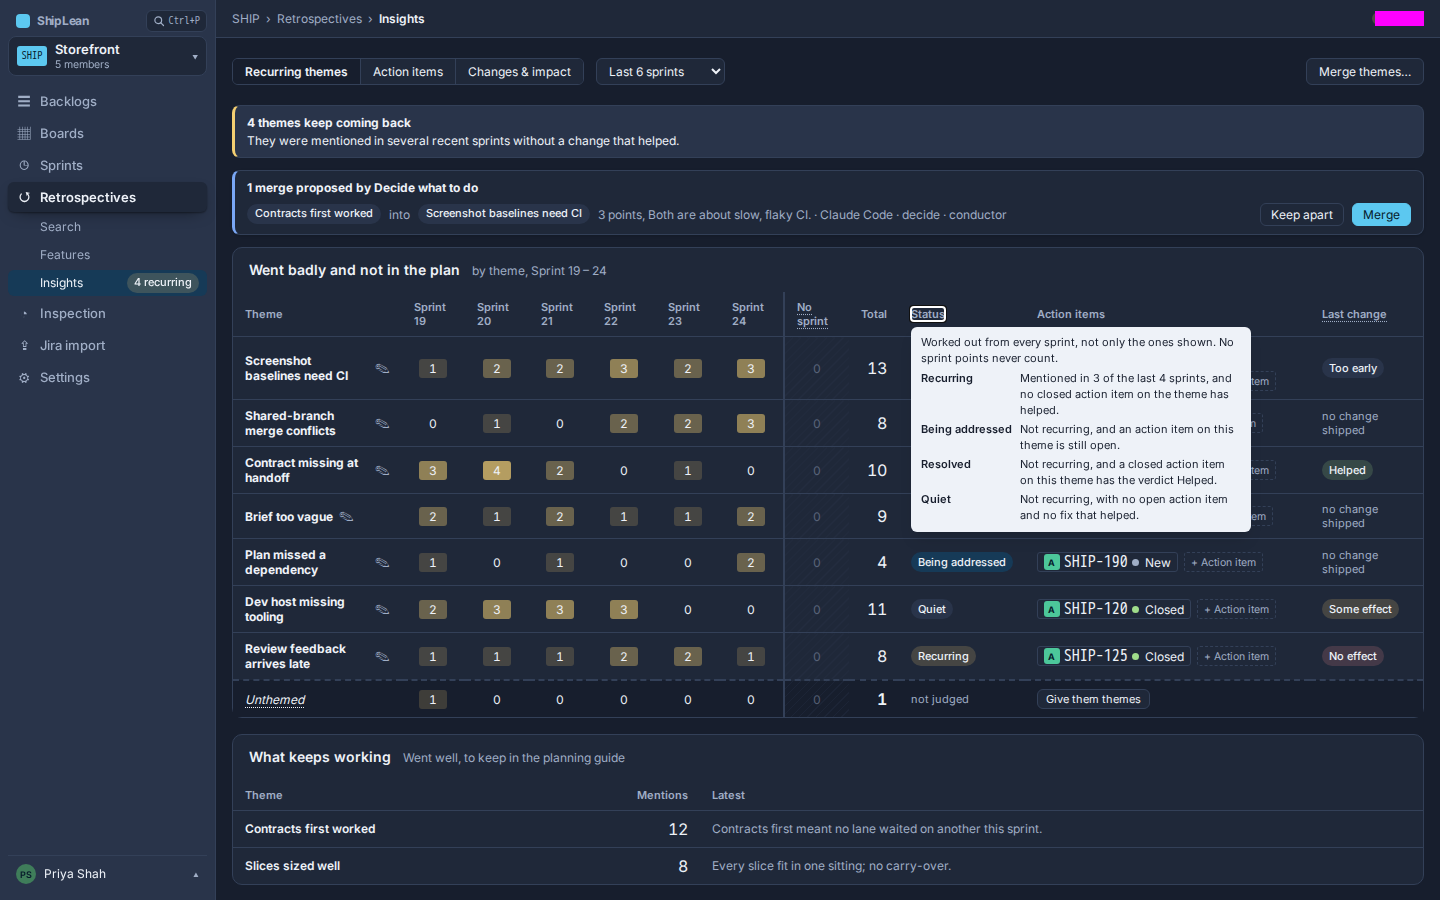 ShipLean
Ctrl+P
SHIP
Storefront
5 members
Backlogs
Boards
Sprints
Retrospectives
Search
Features
Insights
4 recurring
Inspection
Jira import
Settings
PS
Priya Shah
SHIP › Retrospectives › Insights
Recurring themes
Action items
Changes & impact
Last 6 sprints
Merge themes...
4 themes keep coming back
They were mentioned in several recent sprints without a change that helped.
1 merge proposed by Decide what to do
Contracts first worked into Screenshot baselines need CI 3 points, Both are about slow, flaky CI. · Claude Code · decide · conductor
Keep apart
Merge
Went badly and not in the plan by theme, Sprint 19 – 24
Theme
Sprint 19
Sprint 20
Sprint 21
Sprint 22
Sprint 23
Sprint 24
No sprint
Total
Status
Action items
Last change
Screenshot
baselines need CI
1 2 2 3 2 3 0 13
tem
Too early
Shared-branch
merge conflicts
0 1 0 2 2 3 0 8
no change
shipped
Contract missing at
handoff
3 4 2 0 1 0 0 10
tem
Helped
Brief too vague
2 1 2 1 1 2 0 9
em
no change
shipped
Worked out from every sprint, not only the ones shown. No
sprint points never count.
Recurring
Mentioned in 3 of the last 4 sprints, and
no closed action item on the theme has
helped.
Being addressed
Not recurring, and an action item on this
theme is still open.
Resolved
Not recurring, and a closed action item
on this theme has the verdict Helped.
Quiet
Not recurring, with no open action item
and no fix that helped.
Plan missed a
dependency
1 0 1 0 0 2 0 4
Being addressed
A SHIP-190 New
+ Action item
no change
shipped
Dev host missing
tooling
2 3 3 3 0 0 0 11
Quiet
A SHIP-120 Closed
+ Action item
Some effect
Review feedback
arrives late
1 1 1 2 2 1 0 8
Recurring
A SHIP-125 Closed
+ Action item
No effect
Unthemed
1 0 0 0 0 0 0 1
not judged
Give them themes
What keeps working Went well, to keep in the planning guide
Theme Mentions Latest
Contracts first worked 12 Contracts first meant no lane waited on another this sprint.
Slices sized well 8 Every slice fit in one sitting; no carry-over.